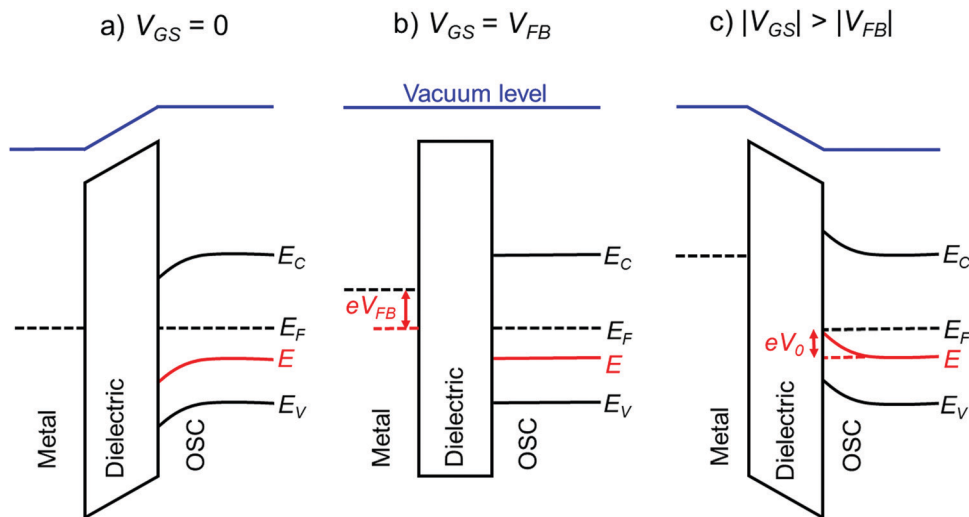 a) V_GS = 0
b) V_GS = V_FB
c) |V_GS| > |V_FB|
Vacuum level
E_C
E_F
E
E_V
Metal
Dielectric
OSC
eV_FB
E_C
E_F
E
E_V
Metal
Dielectric
OSC
eV_0
E_C
E_F
E
E_V
Metal
Dielectric
OSC